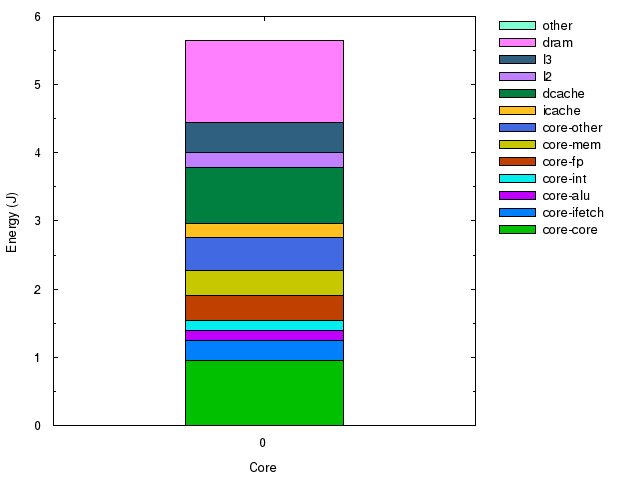 6
5
4
3
2
1
0
Energy (J)
0
Core
other
dram
l3
l2
dcache
icache
core-other
core-mem
core-fp
core-int
core-alu
core-ifetch
core-core